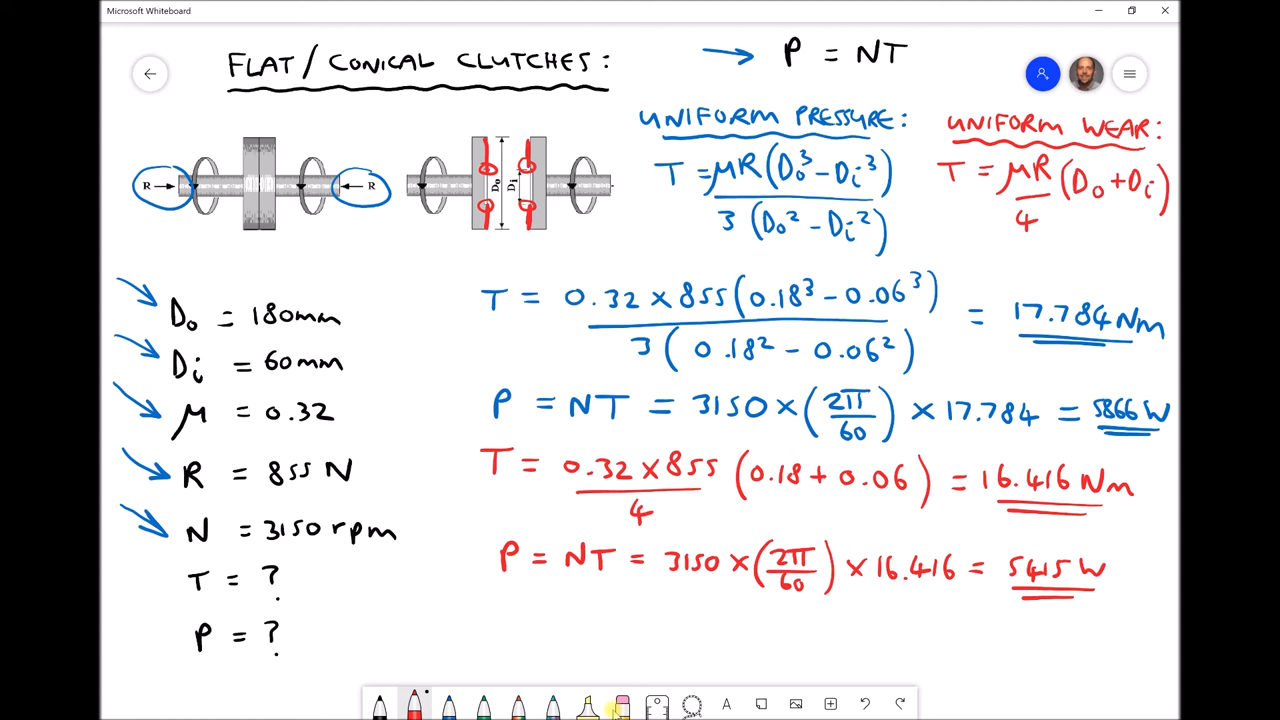 Microsoft Whiteboard
FLAT/CONICAL CLUTCHES:
P = NT
UNIFORM PRESSURE:
T = μR(Do³ - Di³) / 3(Do² - Di²)
UNIFORM WEAR:
T = μR/4 (Do + Di)
R
R
Do
Di
Do = 180mm
Di = 60mm
μ = 0.32
R = 855 N
N = 3150 rpm
T = ?
P = ?
T = 0.32 × 855(0.18³ - 0.06³) / 3(0.18² - 0.06²) = 17.784 Nm
P = NT = 3150 × (2π/60) × 17.784 = 5866 W
T = 0.32 × 855 / 4 (0.18 + 0.06) = 16.416 Nm
P = NT = 3150 × (2π/60) × 16.416 = 5415 W
A